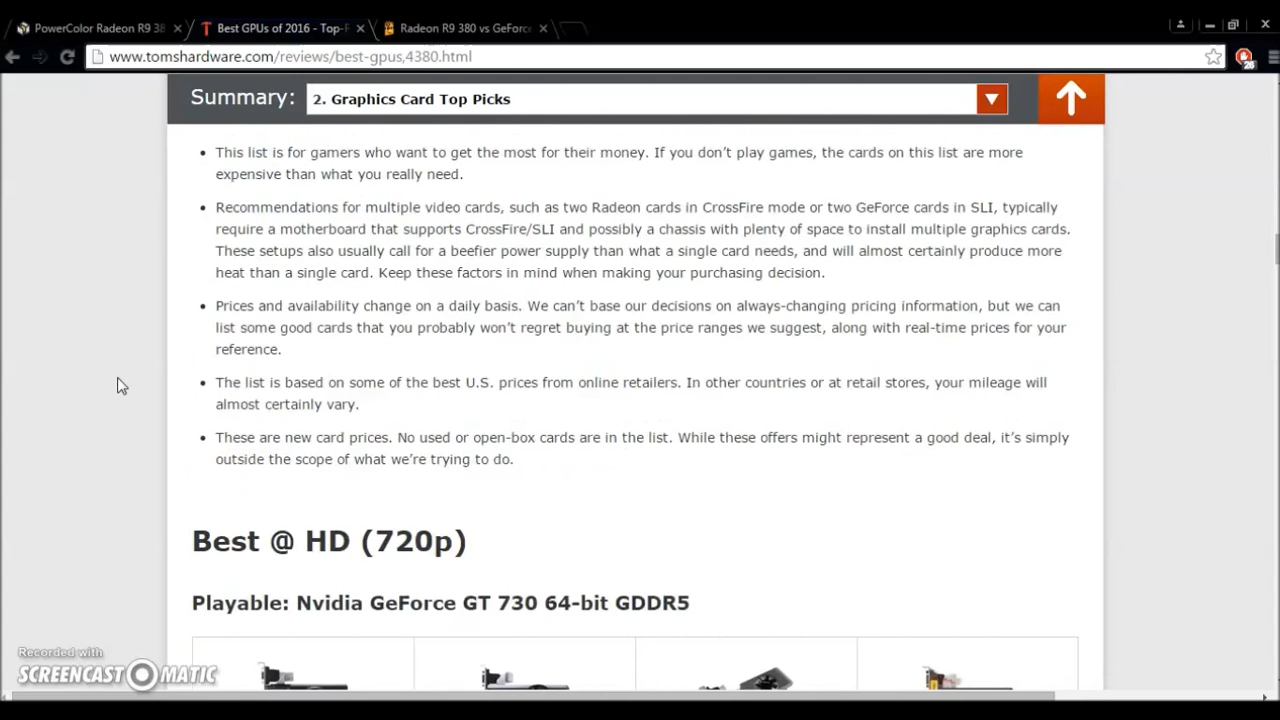 PowerColor Radeon R9 38
Best GPUs of 2016 - Top-F
Radeon R9 380 vs GeForce
www.tomshardware.com/reviews/best-gpus,4380.html
26
Summary:
2. Graphics Card Top Picks
This list is for gamers who want to get the most for their money. If you don’t play games, the cards on this list are more
expensive than what you really need.
Recommendations for multiple video cards, such as two Radeon cards in CrossFire mode or two GeForce cards in SLI, typically
require a motherboard that supports CrossFire/SLI and possibly a chassis with plenty of space to install multiple graphics cards.
These setups also usually call for a beefier power supply than what a single card needs, and will almost certainly produce more
heat than a single card. Keep these factors in mind when making your purchasing decision.
Prices and availability change on a daily basis. We can’t base our decisions on always-changing pricing information, but we can
list some good cards that you probably won’t regret buying at the price ranges we suggest, along with real-time prices for your
reference.
The list is based on some of the best U.S. prices from online retailers. In other countries or at retail stores, your mileage will
almost certainly vary.
These are new card prices. No used or open-box cards are in the list. While these offers might represent a good deal, it’s simply
outside the scope of what we’re trying to do.
Best @ HD (720p)
Playable: Nvidia GeForce GT 730 64-bit GDDR5
Recorded with
SCREENCAST MATIC